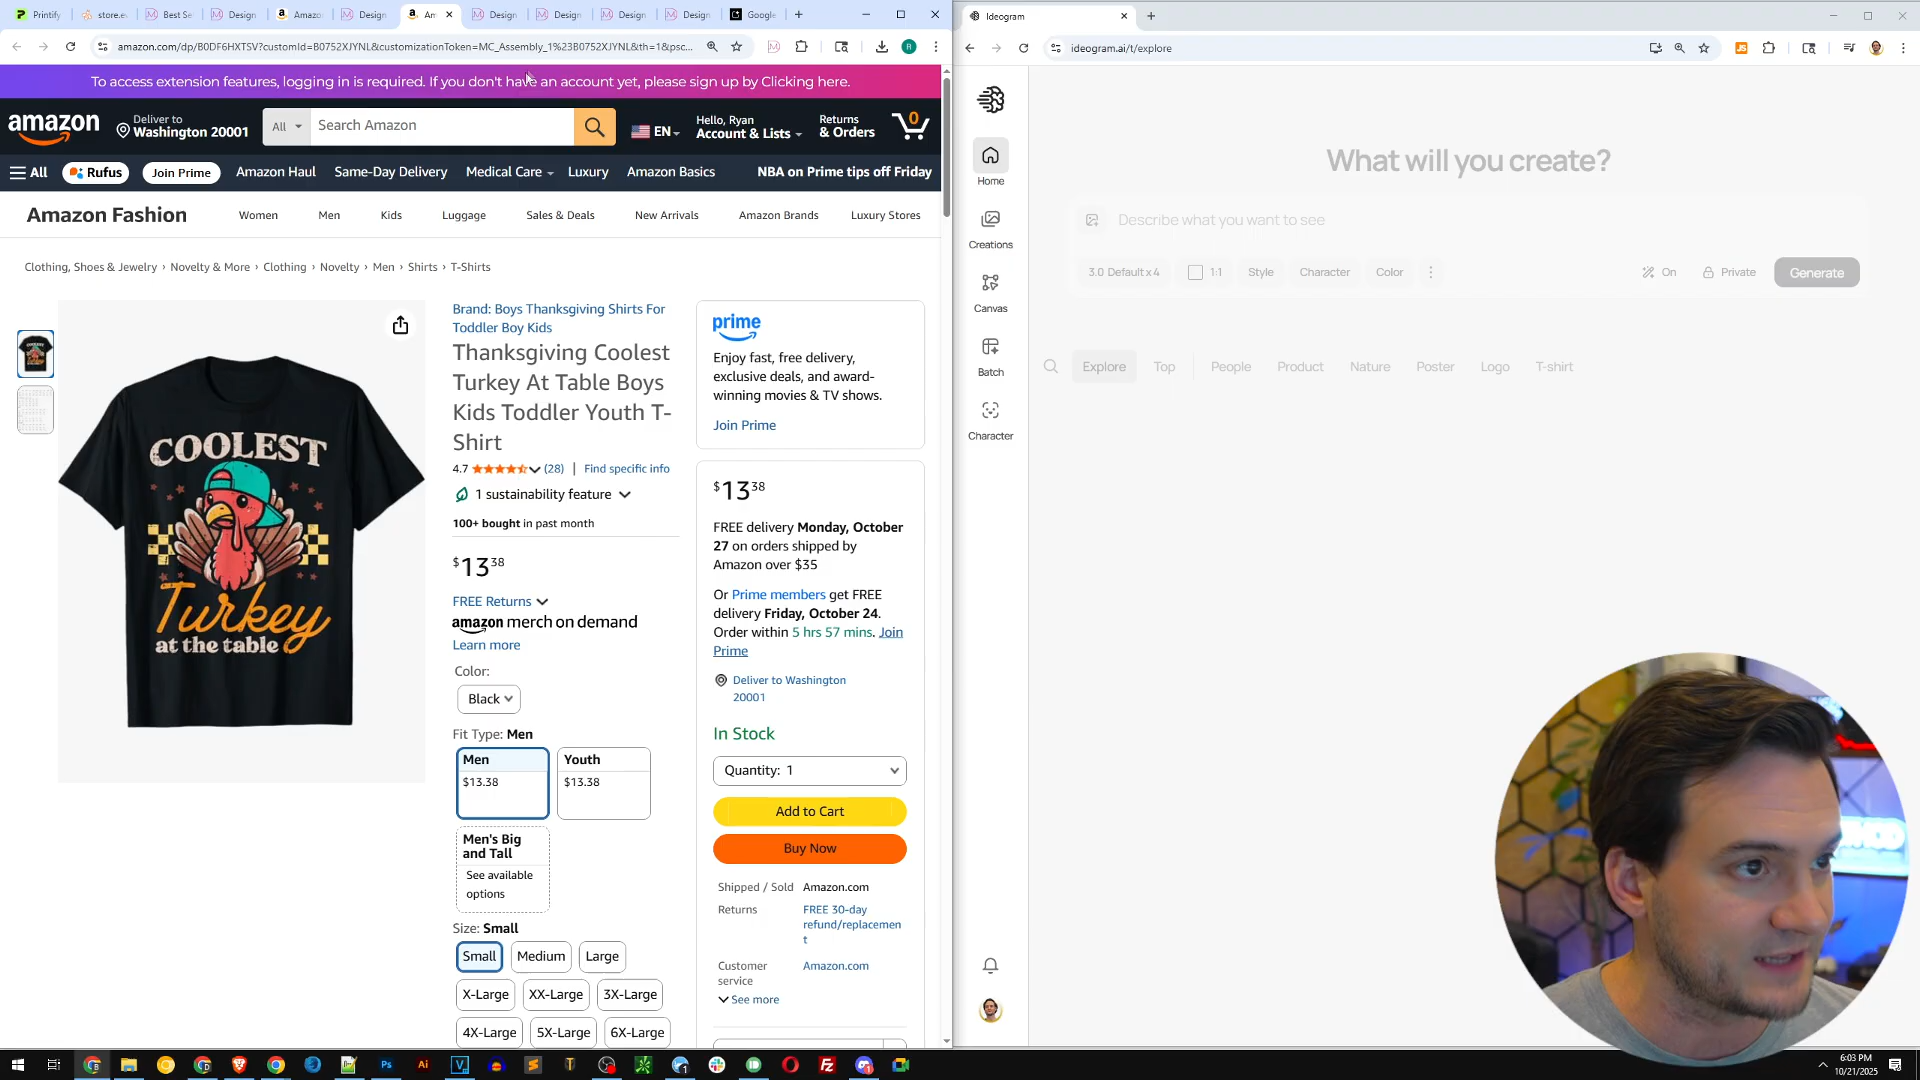 Printify
store.e
Best Se
Design
Amazo
Design
Am
Design
Design
Design
Design
Google
amazon.com/dp/B0DF6HXTSV?customId=B0752XJYNL&customizationToken=MC_Assembly_1%23B0752XJYNL&th=1&psc...
To access extension features, logging in is required. If you don't have an account yet, please sign up by Clicking here.
amazon
Deliver to
Washington 20001
All
Search Amazon
EN
Hello, Ryan
Account & Lists
Returns
& Orders
0
All
Rufus
Join Prime
Amazon Haul
Same-Day Delivery
Medical Care
Luxury
Amazon Basics
NBA on Prime tips off Friday
Amazon Fashion
Women
Men
Kids
Luggage
Sales & Deals
New Arrivals
Amazon Brands
Luxury Stores
Clothing, Shoes & Jewelry › Novelty & More › Clothing › Novelty › Men › Shirts › T-Shirts
COOLEST
Turkey
at the table
Brand: Boys Thanksgiving Shirts For
Toddler Boy Kids
Thanksgiving Coolest
Turkey At Table Boys
Kids Toddler Youth T-
Shirt
4.7
(28)
|
Find specific info
1 sustainability feature
100+ bought in past month
$13 38
FREE Returns
amazon merch on demand
Learn more
Color:
Black
Fit Type: Men
Men
$13.38
Youth
$13.38
Men's Big
and Tall
See available
options
Size: Small
Small
Medium
Large
X-Large
XX-Large
3X-Large
4X-Large
5X-Large
6X-Large
prime
Enjoy fast, free delivery,
exclusive deals, and award-
winning movies & TV shows.
Join Prime
$13 38
FREE delivery Monday, October
27 on orders shipped by
Amazon over $35
Or Prime members get FREE
delivery Friday, October 24.
Order within 5 hrs 57 mins. Join
Prime
Deliver to Washington
20001
In Stock
Quantity: 1
Add to Cart
Buy Now
Shipped / Sold
Amazon.com
Returns
FREE 30-day
refund/replacemen
t
Customer
service
Amazon.com
See more
Ideogram
ideogram.ai/t/explore
Home
Creations
Canvas
Batch
Character
What will you create?
Describe what you want to see
3.0 Default x 4
1:1
Style
Character
Color
On
Private
Generate
Explore
Top
People
Product
Nature
Poster
Logo
T-shirt
6:03 PM
10/21/2025